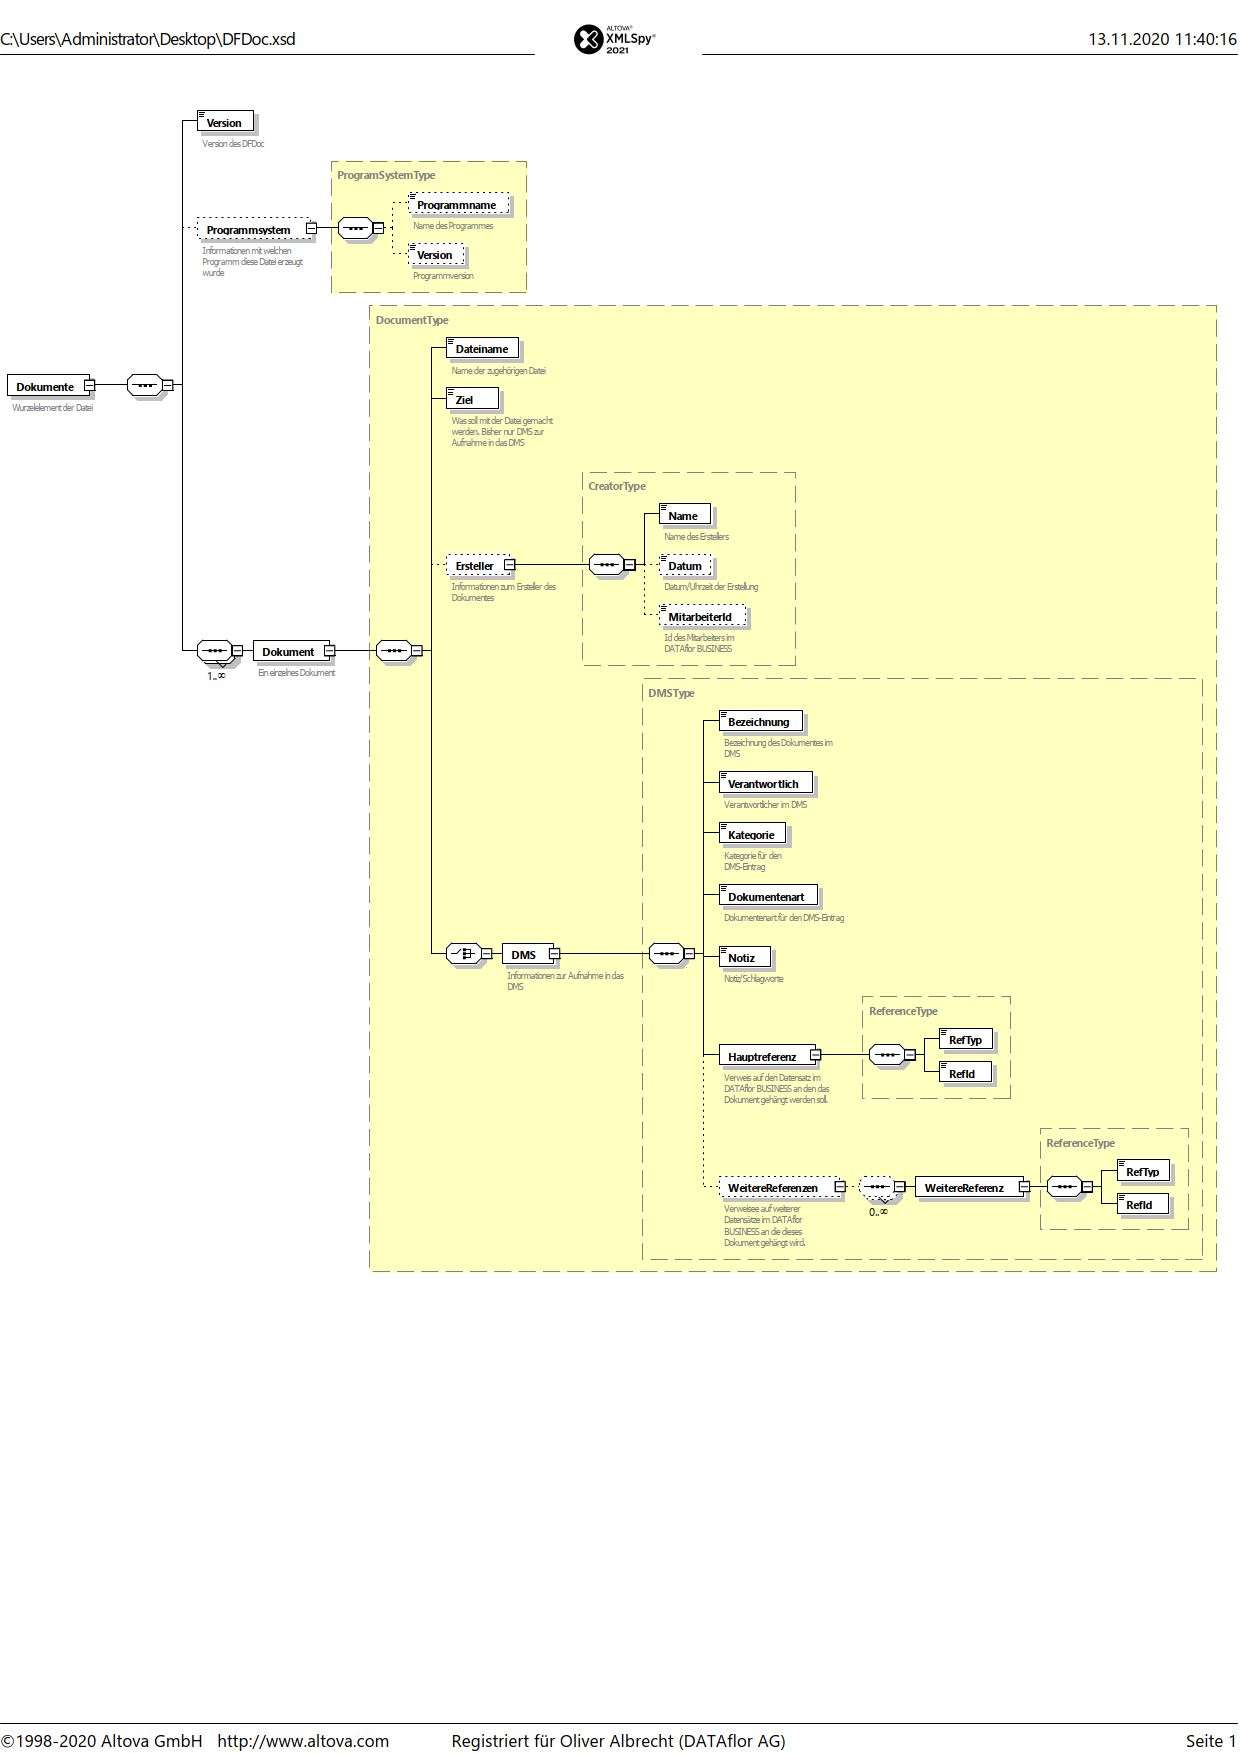 C:\Users\Administrator\Desktop\DFDoc.xsd
ALTOVA®
XMLSpy®
2021
13.11.2020 11:40:16
Version
Version des DFDoc
ProgramSystemType
Programmname
Name des Programmes
Programmsystem
Informationen mit welchen
Programm diese Datei erzeugt
wurde
Version
Programmversion
DocumentType
Dateiname
Name der zugehörigen Datei
Dokumente
Wurzelelement der Datei
Ziel
Was soll mit der Datei gemacht
werden. Bisher nur DMS zur
Aufnahme in das DMS
CreatorType
Name
Name des Erstellers
Ersteller
Informationen zum Ersteller des
Dokumentes
Datum
Datum/Uhrzeit der Erstellung
MitarbeiterId
Id des Mitarbeiters im
DATAflor BUSINESS
1..∞
Dokument
Ein einzelnes Dokument
DMSType
Bezeichnung
Bezeichnung des Dokumentes im
DMS
Verantwortlich
Verantwortlicher im DMS
Kategorie
Kategorie für den
DMS-Eintrag
Dokumentenart
Dokumentenart für den DMS-Eintrag
DMS
Informationen zur Aufnahme in das
DMS
Notiz
Notiz/Schlagworte
ReferenceType
RefTyp
RefId
Hauptreferenz
Verweis auf den Datensatz im
DATAflor BUSINESS an den das
Dokument gehängt werden soll.
ReferenceType
RefTyp
RefId
WeitereReferenzen
Verweisee auf weiterer
Datensätze im DATAflor
BUSINESS an die dieses
Dokument gehängt wird.
0..∞
WeitereReferenz
©1998-2020 Altova GmbH http://www.altova.com
Registriert für Oliver Albrecht (DATAflor AG)
Seite 1